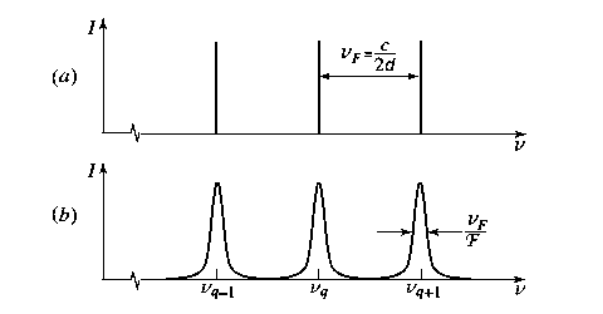 I
(a)
ν_F = c/2d
ν
I
(b)
ν_F/ℱ
ν_{q–1} ν_q ν_{q+1} ν